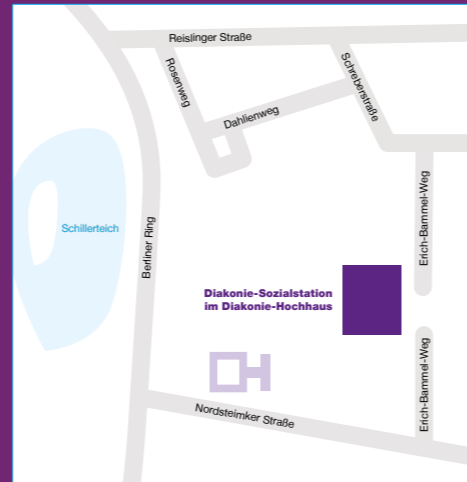 Reislinger Straße
Rosenweg
Schreberstraße
Dahlienweg
Erich-Bammel-Weg
Schillerteich
Berliner Ring
Diakonie-Sozialstation
im Diakonie-Hochhaus
Erich-Bammel-Weg
Nordsteimker Straße